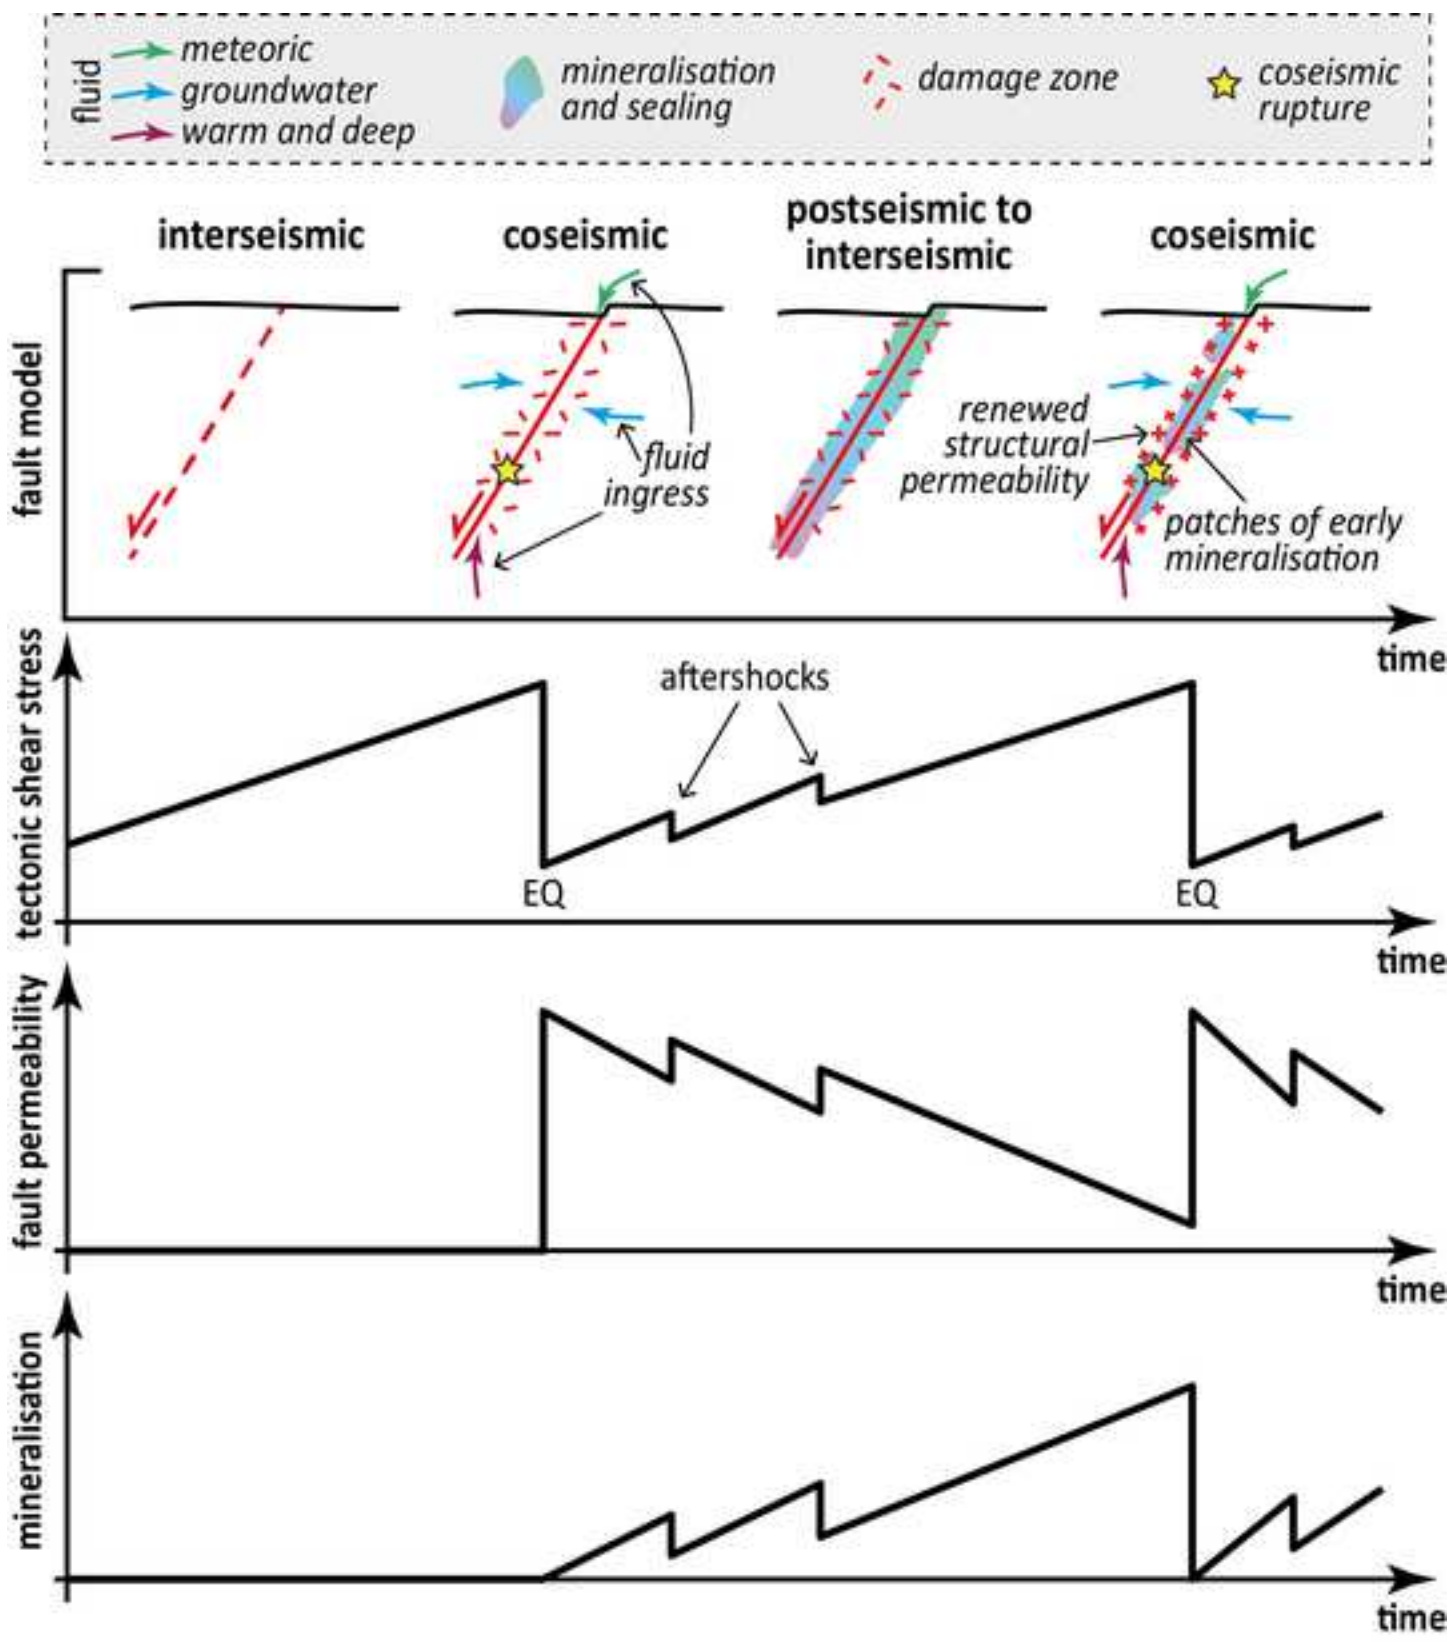 fluid
meteoric
groundwater
warm and deep
mineralisation
and sealing
damage zone
coseismic
rupture
interseismic
coseismic
postseismic to
interseismic
coseismic
fault model
fluid
ingress
renewed
structural
permeability
patches of early
mineralisation
time
tectonic shear stress
aftershocks
EQ
EQ
time
fault permeability
time
mineralisation
time